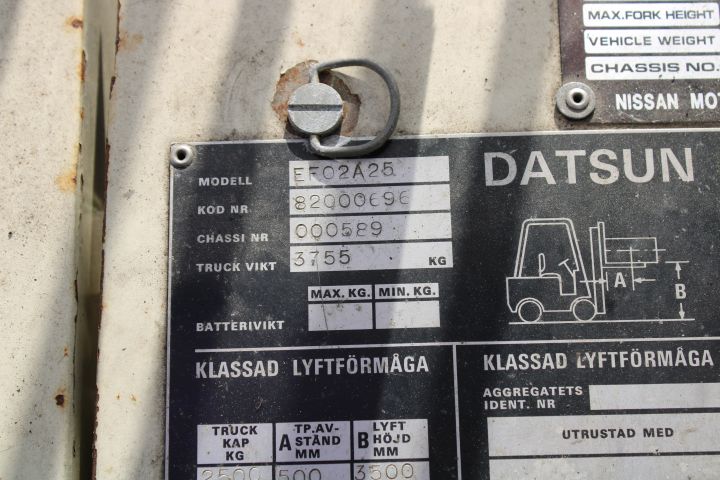 MAX.FORK HEIGHT
VEHICLE WEIGHT
CHASSIS NO.
NISSAN MO
DATSUN
MODELL EF02A25
KOD NR 82000696
CHASSI NR 000589
TRUCK VIKT 3755 KG
MAX. KG. MIN. KG.
BATTERIVIKT
A
B
KLASSAD LYFTFÖRMÅGA
TRUCK KAP KG
A TP.AV-STÄND MM
B LYFT HÖJD MM
2500 500 3500
KLASSAD LYFTFÖRMÅGA
AGGREGATETS
IDENT. NR
UTRUSTAD MED